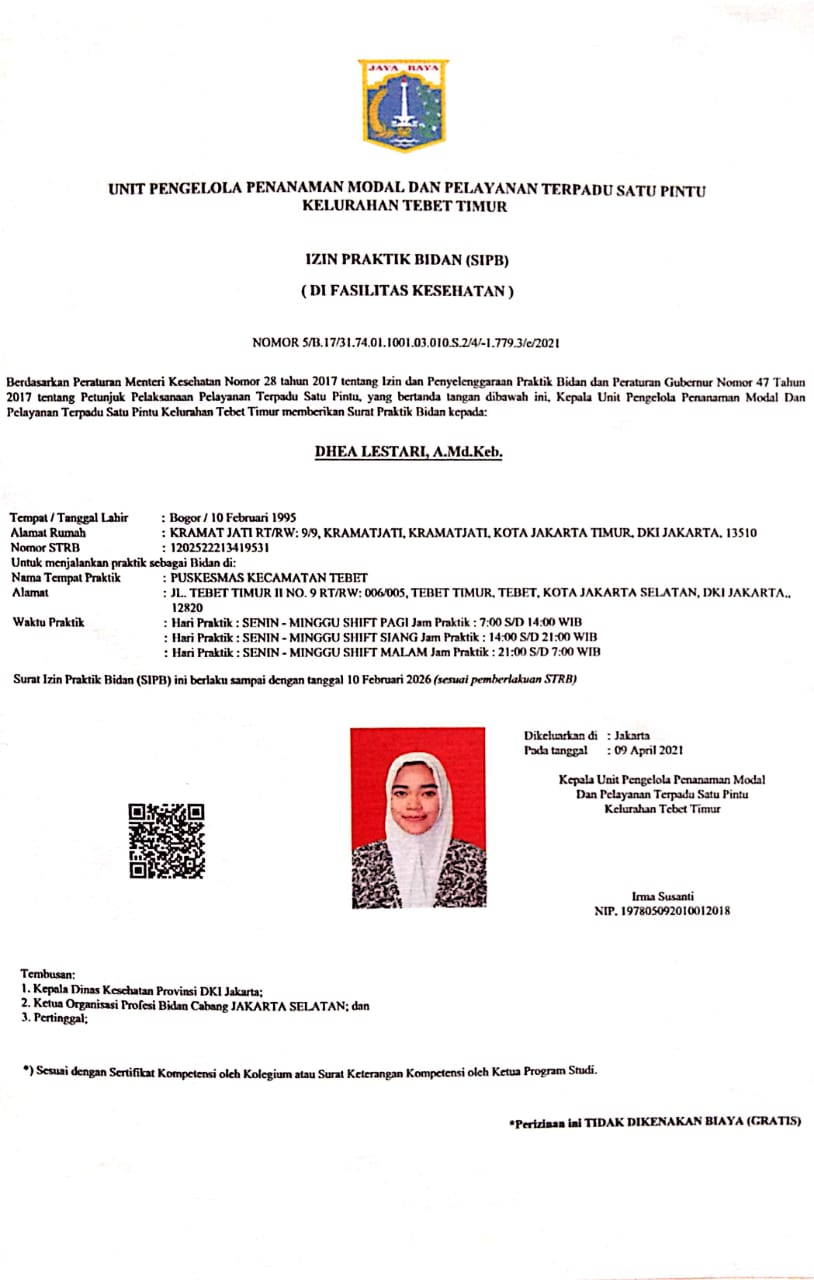 JAYA RAYA
UNIT PENGELOLA PENANAMAN MODAL DAN PELAYANAN TERPADU SATU PINTU
KELURAHAN TEBET TIMUR
IZIN PRAKTIK BIDAN (SIPB)
( DI FASILITAS KESEHATAN )
NOMOR 5/B.17/31.74.01.1001.03.010.S.2/4/-1.779.3/e/2021
Berdasarkan Peraturan Menteri Kesehatan Nomor 28 tahun 2017 tentang Izin dan Penyelenggaraan Praktik Bidan dan Peraturan Gubernur Nomor 47 Tahun
2017 tentang Petunjuk Pelaksanaan Pelayanan Terpadu Satu Pintu, yang bertanda tangan dibawah ini, Kepala Unit Pengelola Penanaman Modal Dan
Pelayanan Terpadu Satu Pintu Kelurahan Tebet Timur memberikan Surat Praktik Bidan kepada:
DHEA LESTARI, A.Md.Keb.
Tempat / Tanggal Lahir : Bogor / 10 Februari 1995
Alamat Rumah : KRAMAT JATI RT/RW: 9/9, KRAMATJATI, KRAMATJATI, KOTA JAKARTA TIMUR, DKI JAKARTA, 13510
Nomor STRB : 1202522213419531
Untuk menjalankan praktik sebagai Bidan di:
Nama Tempat Praktik : PUSKESMAS KECAMATAN TEBET
Alamat : JL. TEBET TIMUR II NO. 9 RT/RW: 006/005, TEBET TIMUR, TEBET, KOTA JAKARTA SELATAN, DKI JAKARTA,,
12820
Waktu Praktik : Hari Praktik : SENIN - MINGGU SHIFT PAGI Jam Praktik : 7:00 S/D 14:00 WIB
: Hari Praktik : SENIN - MINGGU SHIFT SIANG Jam Praktik : 14:00 S/D 21:00 WIB
: Hari Praktik : SENIN - MINGGU SHIFT MALAM Jam Praktik : 21:00 S/D 7:00 WIB
Surat Izin Praktik Bidan (SIPB) ini berlaku sampai dengan tanggal 10 Februari 2026 (sesuai pemberlakuan STRB)
Dikeluarkan di : Jakarta
Pada tanggal : 09 April 2021
Kepala Unit Pengelola Penanaman Modal
Dan Pelayanan Terpadu Satu Pintu
Kelurahan Tebet Timur
Irma Susanti
NIP. 197805092010012018
Tembusan:
1. Kepala Dinas Kesehatan Provinsi DKI Jakarta;
2. Ketua Organisasi Profesi Bidan Cabang JAKARTA SELATAN; dan
3. Pertinggal;
*) Sesuai dengan Sertifikat Kompetensi oleh Kolegium atau Surat Keterangan Kompetensi oleh Ketua Program Studi.
*Perizinan ini TIDAK DIKENAKAN BIAYA (GRATIS)